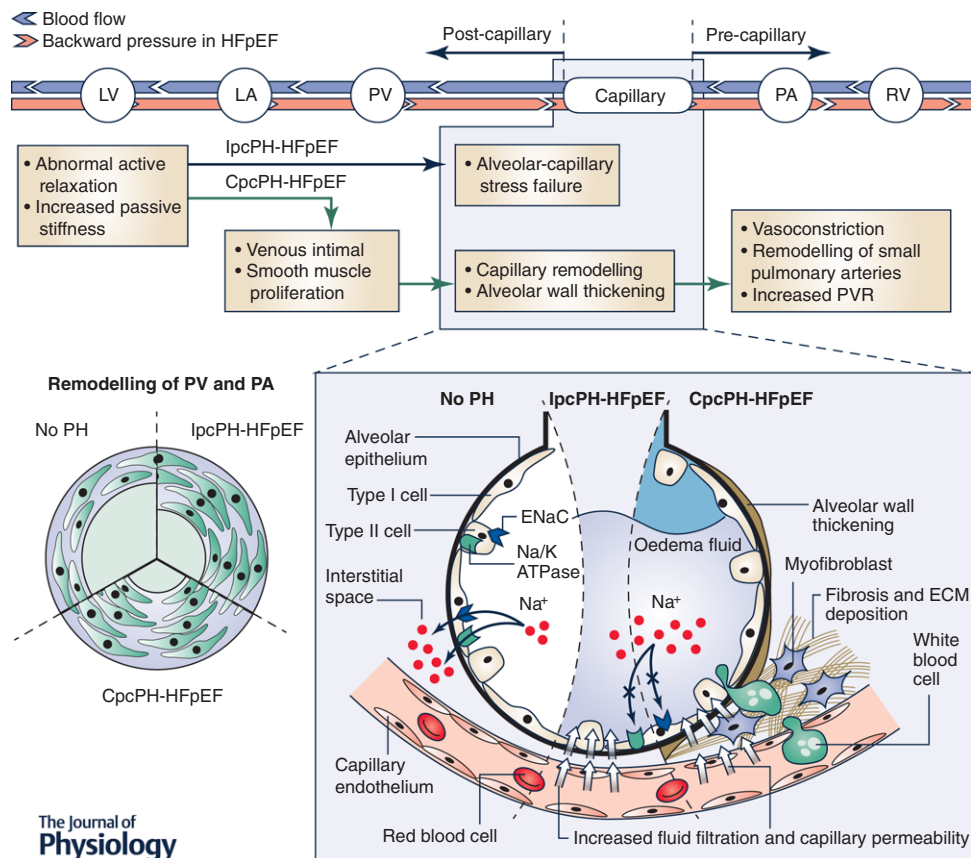 Blood flow
Backward pressure in HFpEF
Post-capillary
Pre-capillary
LV
LA
PV
Capillary
PA
RV
IpcPH-HFpEF
CpcPH-HFpEF
• Abnormal active
relaxation
• Increased passive
stiffness
• Alveolar-capillary
stress failure
• Venous intimal
• Smooth muscle
proliferation
• Capillary remodelling
• Alveolar wall thickening
• Vasoconstriction
• Remodelling of small
pulmonary arteries
• Increased PVR
Remodelling of PV and PA
No PH
IpcPH-HFpEF
CpcPH-HFpEF
No PH
IpcPH-HFpEF
CpcPH-HFpEF
Alveolar
epithelium
Type I cell
Type II cell
ENaC
Na/K
ATPase
Interstitial
space
Na⁺
Oedema fluid
Na⁺
Alveolar wall
thickening
Myofibroblast
Fibrosis and ECM
deposition
White
blood
cell
Capillary
endothelium
Red blood cell
Increased fluid filtration and capillary permeability
The Journal of
Physiology